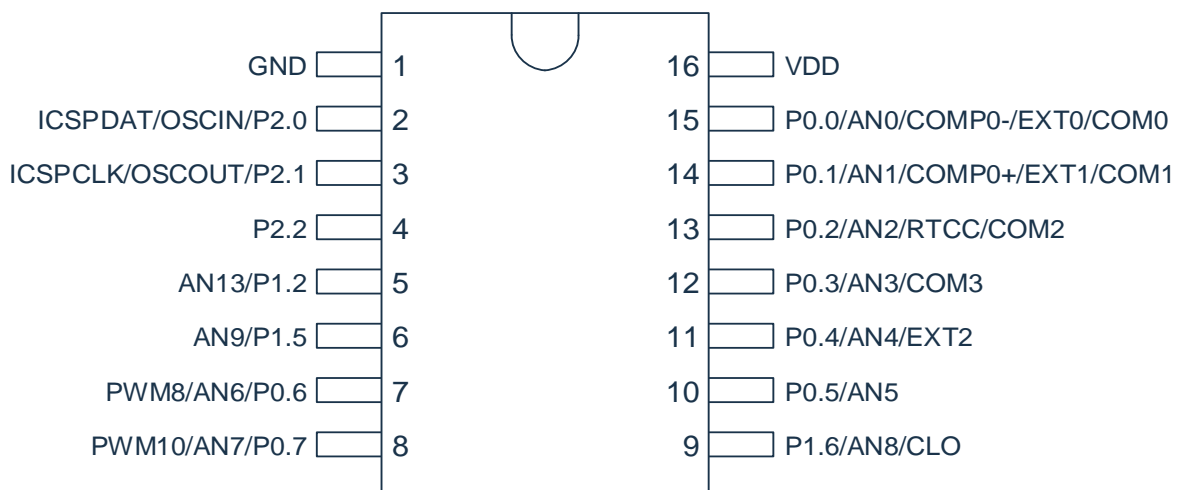 GND 1 16 VDD
ICSPDAT/OSCIN/P2.0 2 15 P0.0/AN0/COMP0-/EXT0/COM0
ICSPCLK/OSCOUT/P2.1 3 14 P0.1/AN1/COMP0+/EXT1/COM1
P2.2 4 13 P0.2/AN2/RTCC/COM2
AN13/P1.2 5 12 P0.3/AN3/COM3
AN9/P1.5 6 11 P0.4/AN4/EXT2
PWM8/AN6/P0.6 7 10 P0.5/AN5
PWM10/AN7/P0.7 8 9 P1.6/AN8/CLO